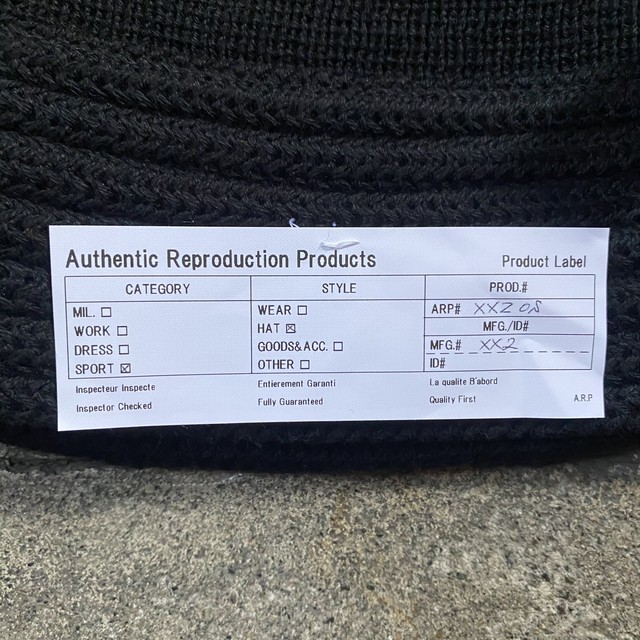 Authentic Reproduction Products
Product Label
CATEGORY STYLE PROD.#
MIL. ☐ WEAR ☐ ARP# XX20S
WORK ☐ HAT ☒ MFG./ID#
DRESS ☐ GOODS&ACC. ☐ MFG.# XX2
SPORT ☒ OTHER ☐ ID#
Inspecteur Inspecte Entierement Garanti La qualite B'abord
Inspector Checked Fully Guaranteed Quality First A.R.P